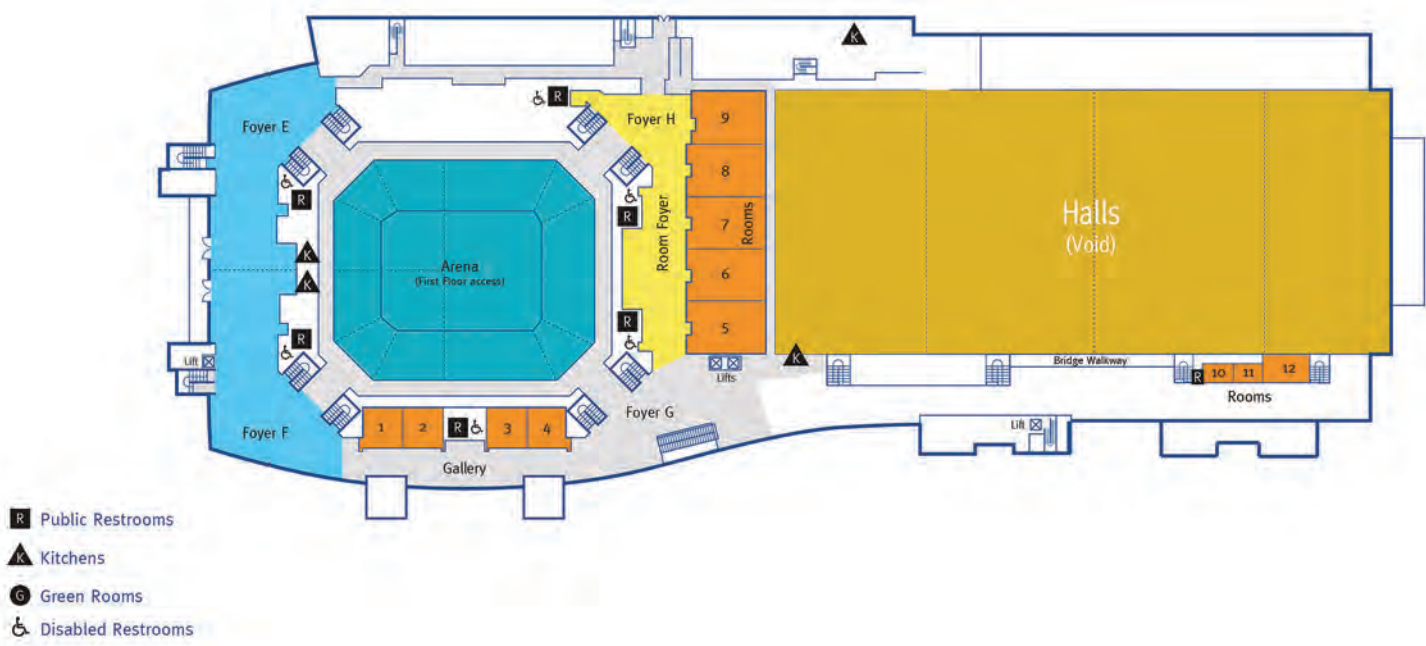 K
Foyer E
R
Foyer H
9
8
7
6
5
Rooms
Room Foyer
R
R
R
R
K
K
Arena
(First Floor access)
Halls
(Void)
K
Lift
Lifts
Bridge Walkway
R
10
11
12
Rooms
Foyer F
1
2
R
3
4
Foyer G
Gallery
Lift
R Public Restrooms
K Kitchens
G Green Rooms
Disabled Restrooms